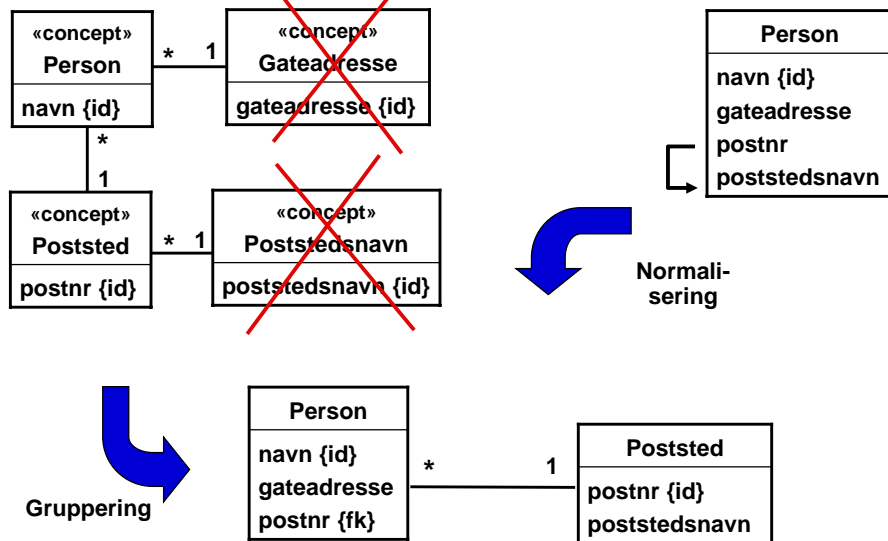 «concept»
Person
navn {id}
* 1
«concept»
Gateadresse
gateadresse {id}
*
1
«concept»
Poststed
postnr {id}
* 1
«concept»
Poststedsnavn
poststedsnavn {id}
Person
navn {id}
gateadresse
postnr
poststedsnavn
Normali-
sering
Gruppering
Person
navn {id}
gateadresse
postnr {fk}
* 1
Poststed
postnr {id}
poststedsnavn